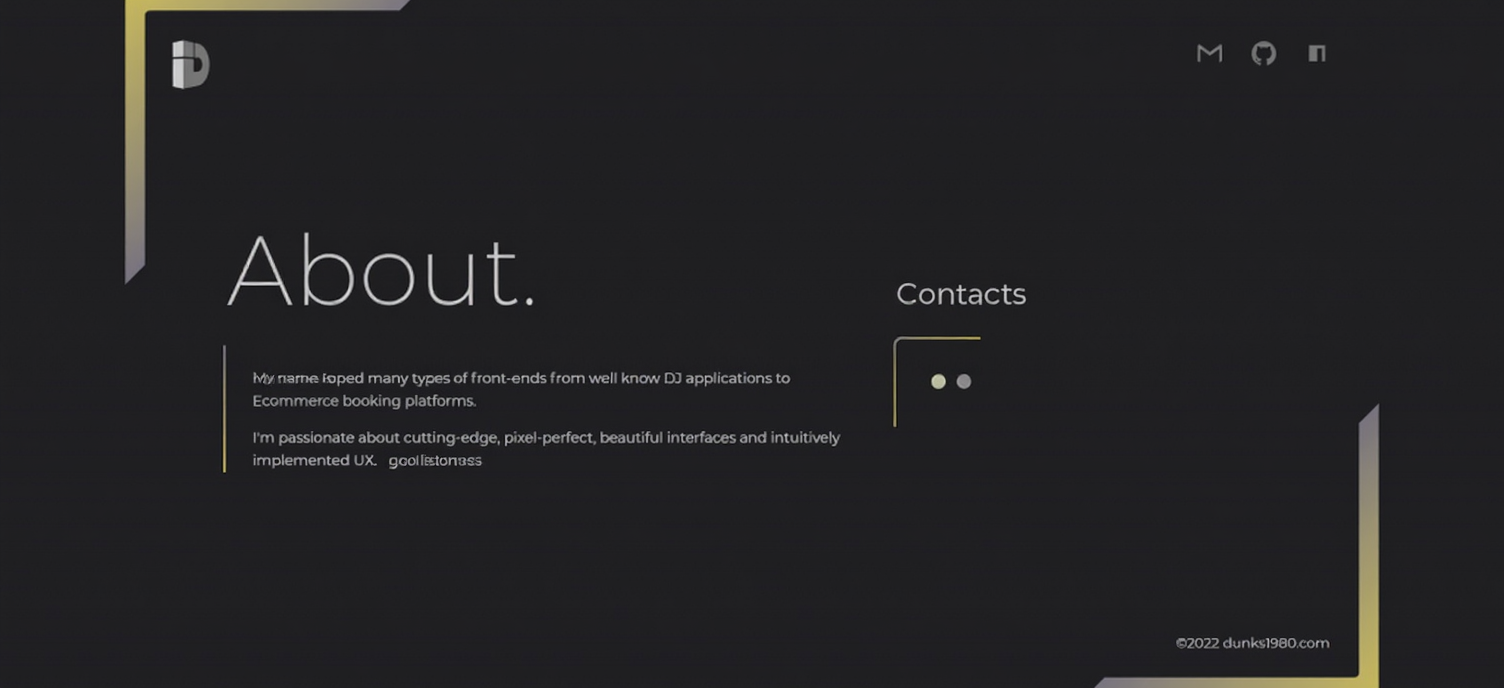 About.
Contacts
My name loped many types of front-ends from well know DJ applications to
Ecommerce booking platforms.
I'm passionate about cutting-edge, pixel-perfect, beautiful interfaces and intuitively
implemented UX.
©2022 dunks1980.com